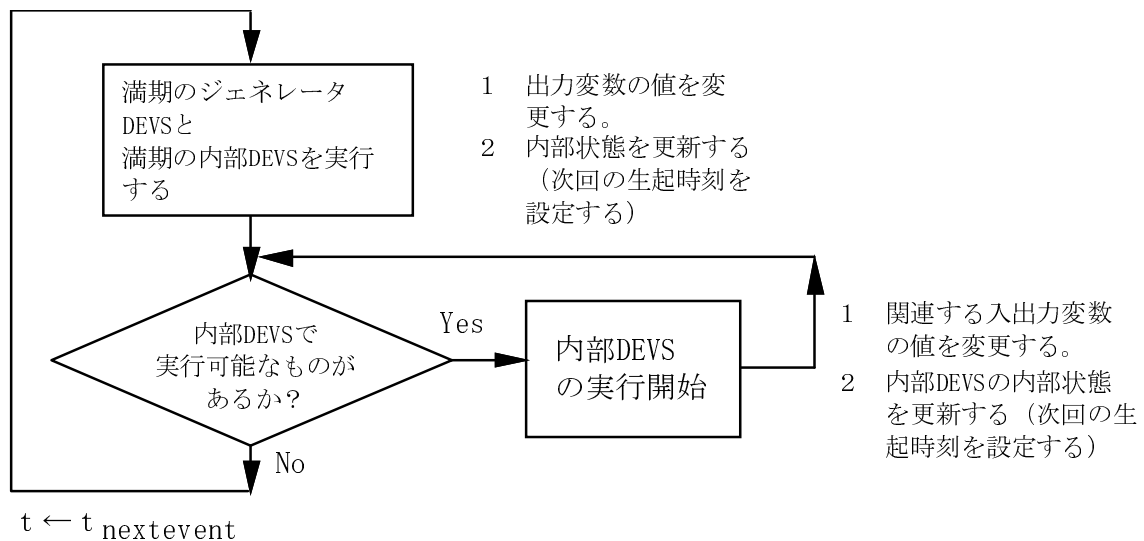 満期のジェネレータ
DEVSと
満期の内部DEVSを実行
する
1 出力変数の値を変
更する。
2 内部状態を更新する
（次回の生起時刻を
設定する）
内部DEVSで
実行可能なものが
あるか？
Yes
内部DEVS
の実行開始
1 関連する入出力変数
の値を変更する。
2 内部DEVSの内部状態
を更新する（次回の生
起時刻を設定する）
No
t ← t nextevent